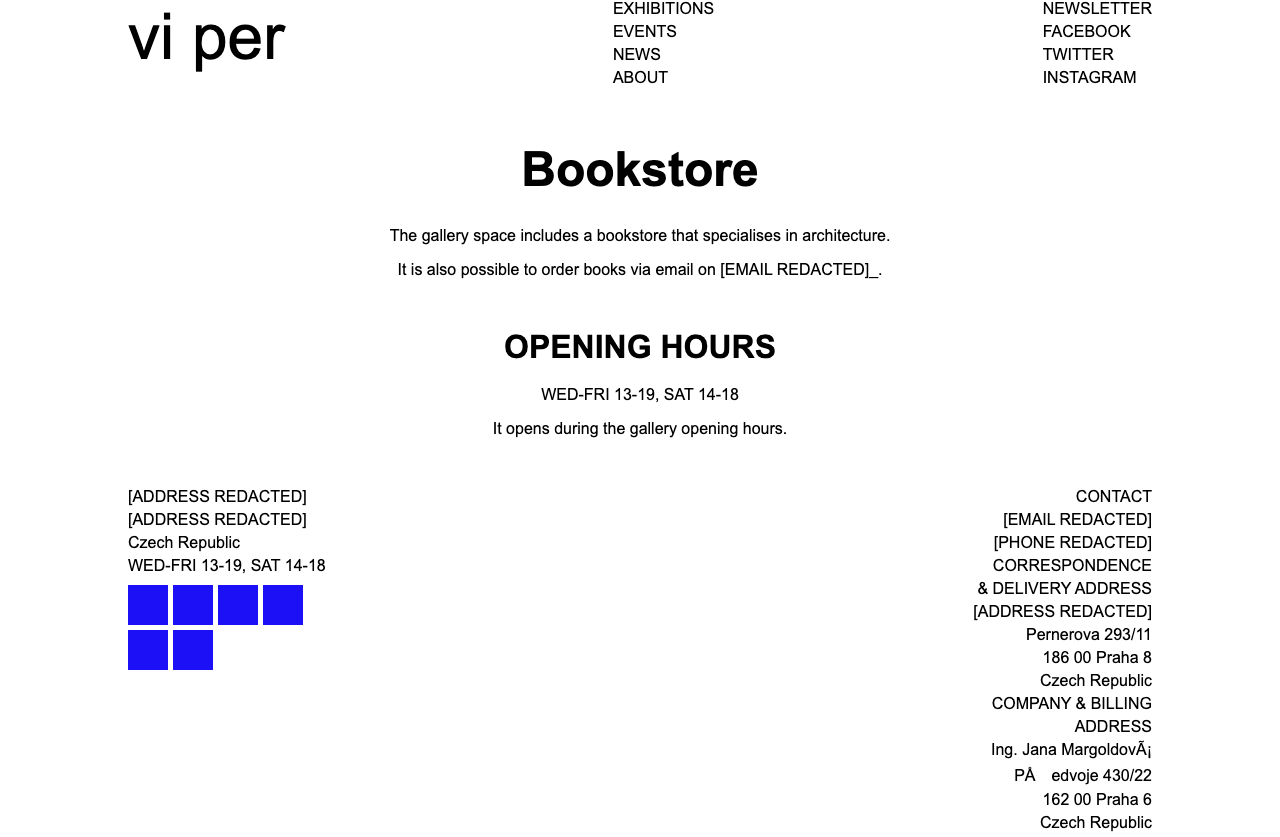 vi per
EXHIBITIONS
EVENTS
NEWS
ABOUT
NEWSLETTER
FACEBOOK
TWITTER
INSTAGRAM
Bookstore
The gallery space includes a bookstore that specialises in architecture.
It is also possible to order books via email on [EMAIL REDACTED]_.
OPENING HOURS
WED-FRI 13-19, SAT 14-18
It opens during the gallery opening hours.
[ADDRESS REDACTED]
[ADDRESS REDACTED]
Czech Republic
WED-FRI 13-19, SAT 14-18
CONTACT
[EMAIL REDACTED]
[PHONE REDACTED]
CORRESPONDENCE
& DELIVERY ADDRESS
[ADDRESS REDACTED]
Pernerova 293/11
186 00 Praha 8
Czech Republic
COMPANY & BILLING
ADDRESS
Ing. Jana MargoldovÃ¡
PÅ edvoje 430/22
162 00 Praha 6
Czech Republic